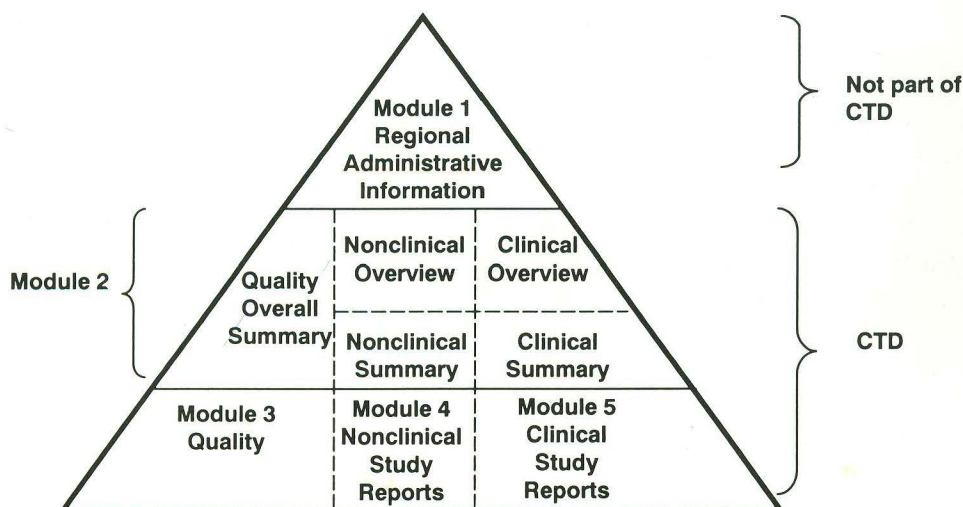 Module 1
Regional
Administrative
Information
Not part of
CTD
Module 2
Quality
Overall
Summary
Nonclinical
Overview
Clinical
Overview
Nonclinical
Summary
Clinical
Summary
CTD
Module 3
Quality
Module 4
Nonclinical
Study
Reports
Module 5
Clinical
Study
Reports